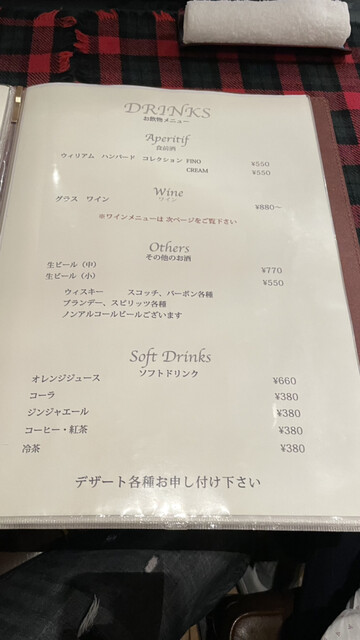 DRINKS
お飲物メニュー
Aperitif
食前酒
ウィリアム ハンバード コレクション FINO ¥550
CREAM ¥550
Wine
ワイン
グラス ワイン ¥880～
※ワインメニューは 次ページをご覧下さい
Others
その他のお酒
生ビール（中） ¥770
生ビール（小） ¥550
ウィスキー スコッチ、バーボン各種
ブランデー、スピリッツ各種
ノンアルコールビールございます
Soft Drinks
ソフトドリンク
オレンジジュース ¥660
コーラ ¥380
ジンジャエール ¥380
コーヒー・紅茶 ¥380
冷茶 ¥380
デザート各種お申し付け下さい